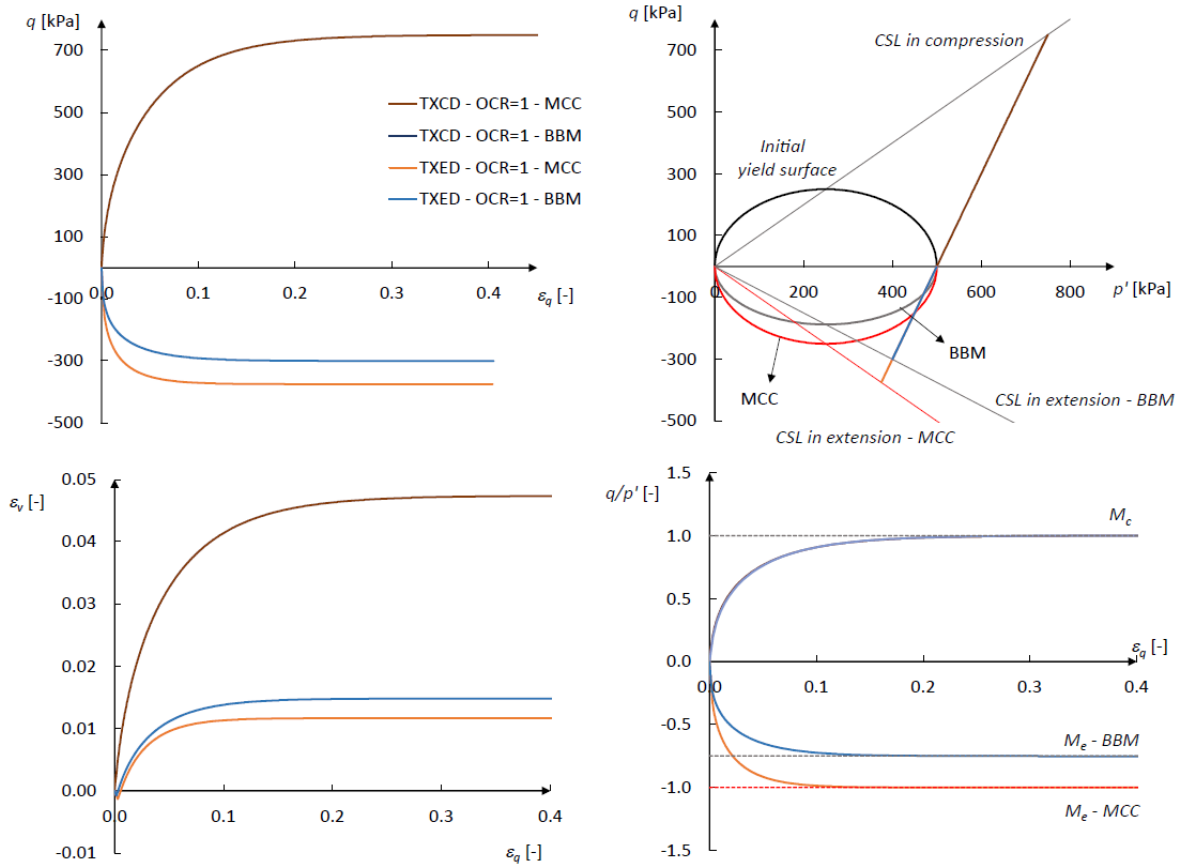 q [kPa]
700
500
300
100
-100
-300
-500
0.0
0.1
0.2
0.3
0.4
εq [-]
TXCD - OCR=1 - MCC
TXCD - OCR=1 - BBM
TXED - OCR=1 - MCC
TXED - OCR=1 - BBM
q [kPa]
700
500
300
100
-100
-300
-500
0
200
400
600
800
p' [kPa]
CSL in compression
Initial
yield surface
BBM
MCC
CSL in extension - BBM
CSL in extension - MCC
εv [-]
0.05
0.04
0.03
0.02
0.01
0.00
-0.01
0.0
0.1
0.2
0.3
0.4
εq [-]
q/p' [-]
1.5
1.0
0.5
0.0
-0.5
-1.0
-1.5
0.0
0.1
0.2
0.3
0.4
εq [-]
Mc
Me - BBM
Me - MCC